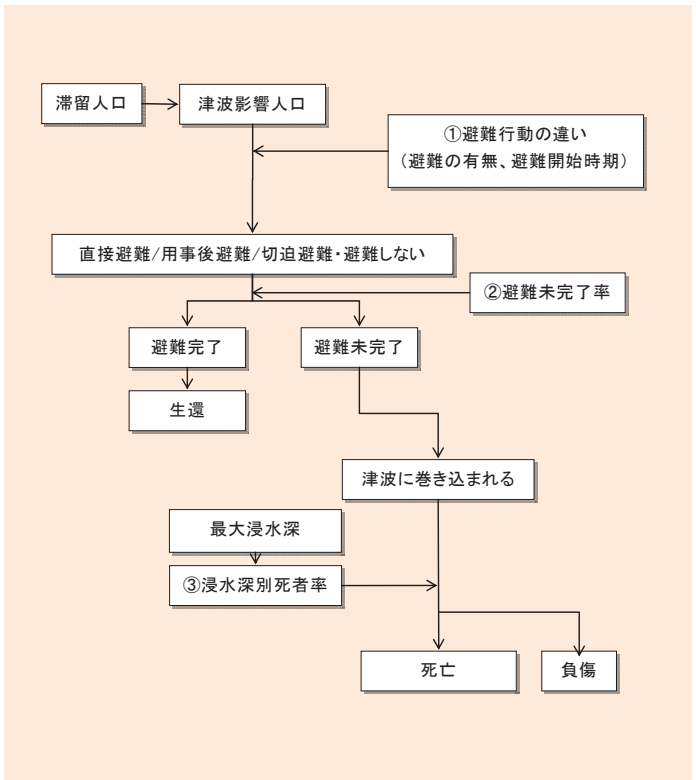 滞留人口
津波影響人口
①避難行動の違い
（避難の有無、避難開始時期）
直接避難/用事後避難/切迫避難・避難しない
②避難未完了率
避難完了
避難未完了
生還
津波に巻き込まれる
最大浸水深
③浸水深別死者率
死亡
負傷